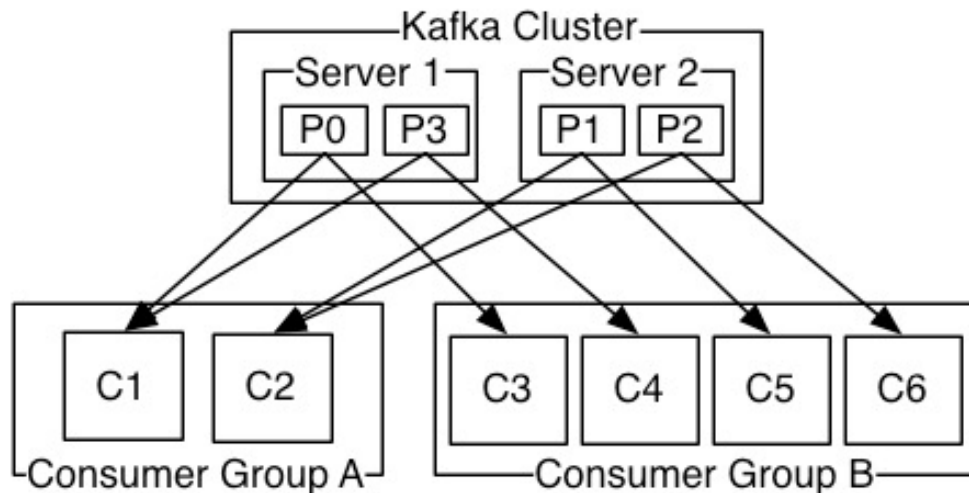 Kafka Cluster
Server 1 Server 2
P0 P3 P1 P2
C1 C2 C3 C4 C5 C6
Consumer Group A Consumer Group B